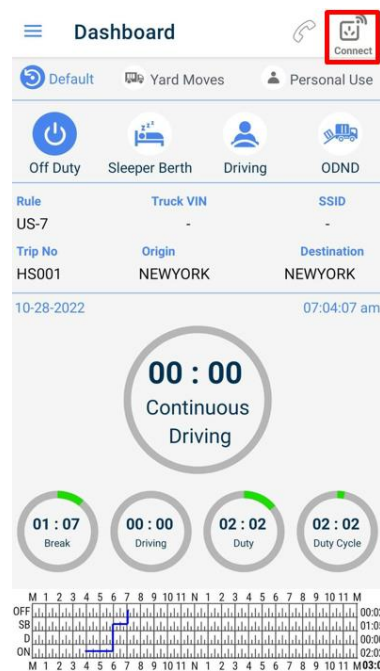 Dashboard
Connect
Default Yard Moves Personal Use
z z z
Off Duty Sleeper Berth Driving ODND
Rule Truck VIN SSID
US-7 - -
Trip No Origin Destination
HS001 NEWYORK NEWYORK
10-28-2022 07:04:07 am
00 : 00
Continuous
Driving
01 : 07 00 : 00 02 : 02 02 : 02
Break Driving Duty Duty Cycle
M 1 2 3 4 5 6 7 8 9 10 11 N 1 2 3 4 5 6 7 8 9 10 11 M
OFF
SB
D
ON
M 1 2 3 4 5 6 7 8 9 10 11 N 1 2 3 4 5 6 7 8 9 10 11 M